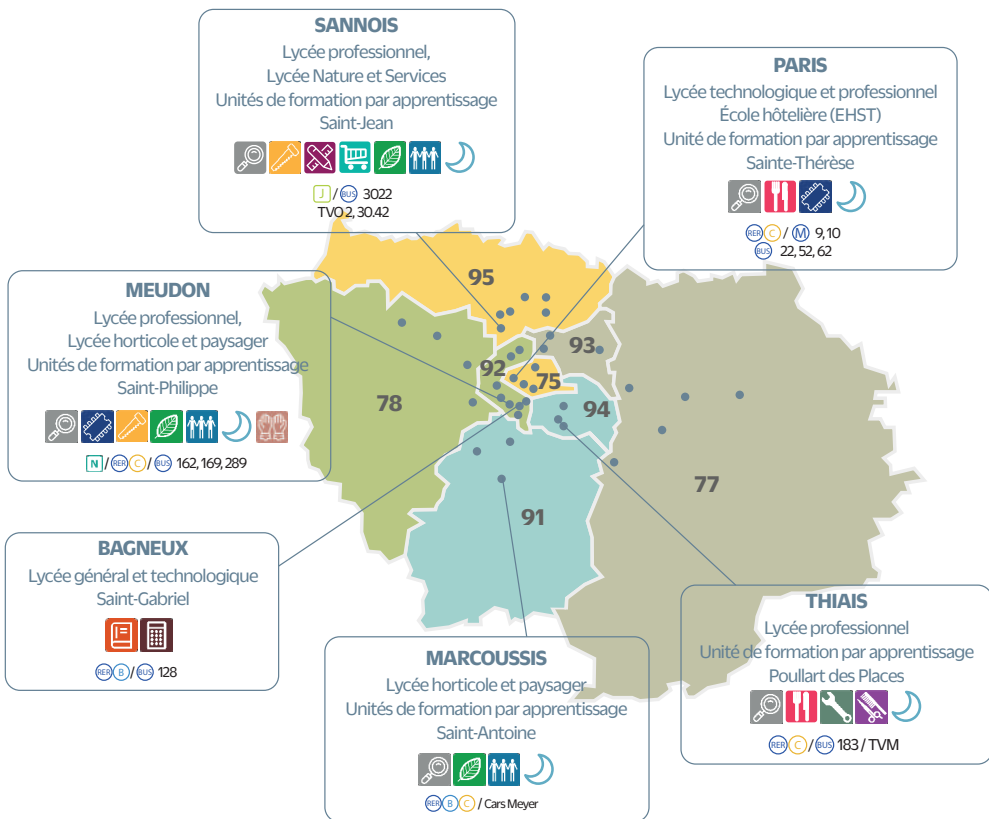 SANNOIS
Lycée professionnel,
Lycée Nature et Services
Unités de formation par apprentissage
Saint-Jean
J / BUS 3022
TVO 2, 30.42
PARIS
Lycée technologique et professionnel
École hôtelière (EHST)
Unité de formation par apprentissage
Sainte-Thérèse
RER C / M 9, 10
BUS 22, 52, 62
MEUDON
Lycée professionnel,
Lycée horticole et paysager
Unités de formation par apprentissage
Saint-Philippe
N / RER C / BUS 162, 169, 289
95
93
92
75
78
94
77
91
BAGNEUX
Lycée général et technologique
Saint-Gabriel
RER B / BUS 128
MARCOUSSIS
Lycée horticole et paysager
Unités de formation par apprentissage
Saint-Antoine
RER B C / Cars Meyer
THIAIS
Lycée professionnel
Unité de formation par apprentissage
Poullart des Places
RER C / BUS 183 / TVM